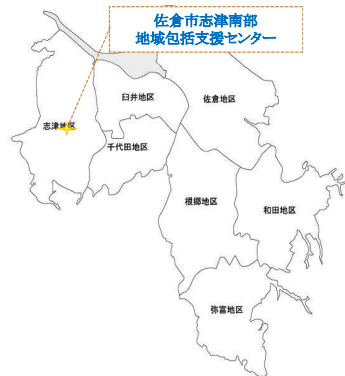 佐倉市志津南部
地域包括支援センター
臼井地区
佐倉地区
志津地区
千代田地区
根郷地区
和田地区
弥富地区